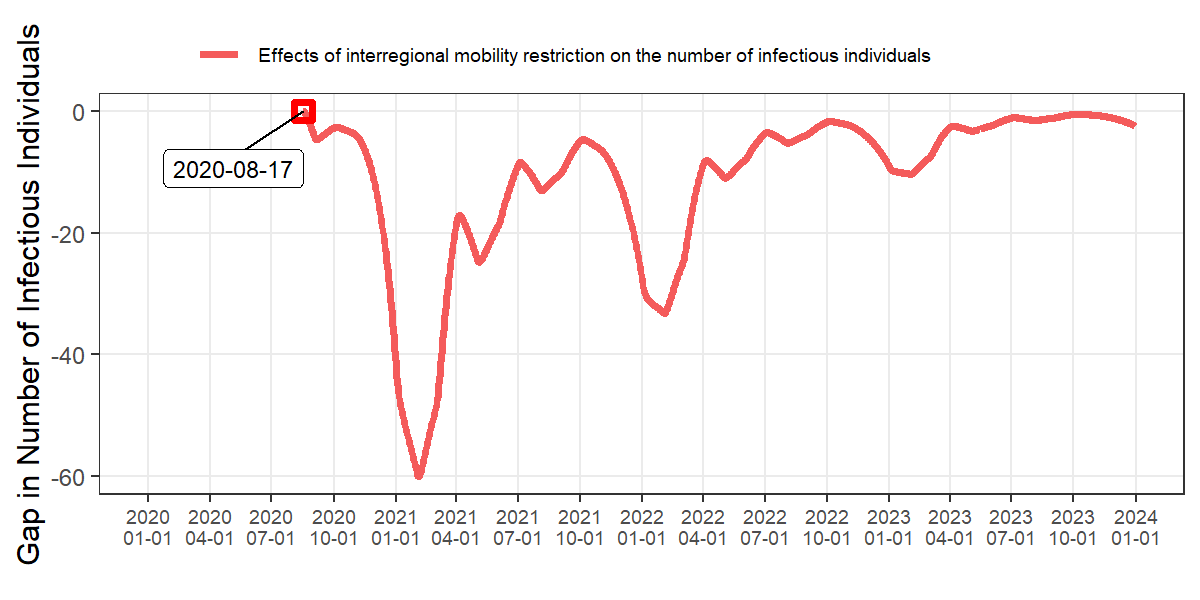 Effects of interregional mobility restriction on the number of infectious individuals
Gap in Number of Infectious Individuals
0
-20
-40
-60
2020-08-17
2020 2020 2020 2020 2021 2021 2021 2021 2022 2022 2022 2022 2023 2023 2023 2023 2024
01-01 04-01 07-01 10-01 01-01 04-01 07-01 10-01 01-01 04-01 07-01 10-01 01-01 04-01 07-01 10-01 01-01